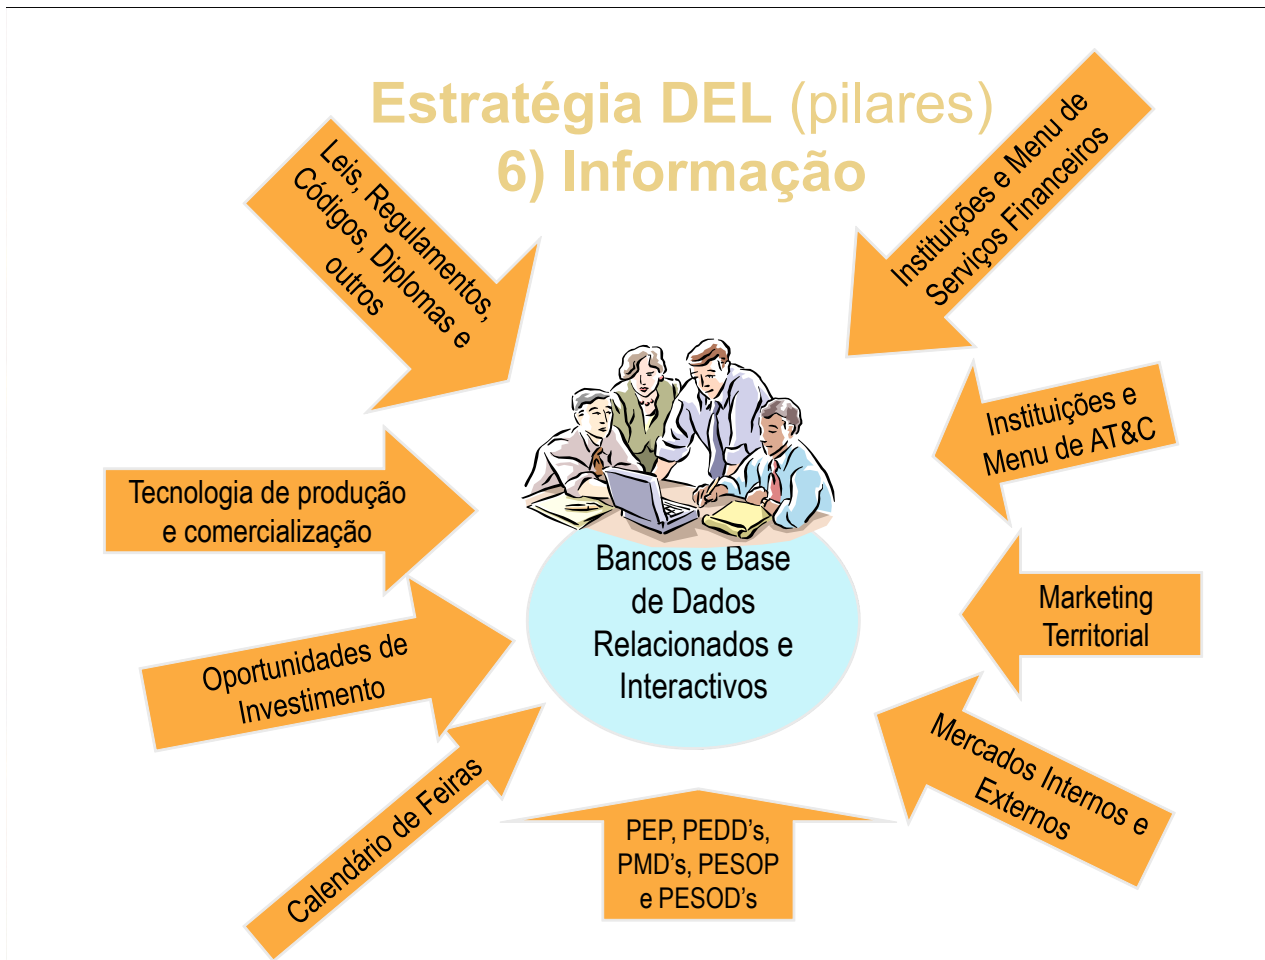 Estratégia DEL (pilares)
6) Informação
Leis, Regulamentos,
Códigos, Diplomas e
outros
Instituições e Menu de
Serviços Financeiros
Tecnologia de produção
e comercialização
Instituições e
Menu de AT&C
Oportunidades de
Investimento
Bancos e Base
de Dados
Relacionados e
Interactivos
Marketing
Territorial
Calendário de Feiras
PEP, PEDD’s,
PMD’s, PESOP
e PESOD’s
Mercados Internos e
Externos